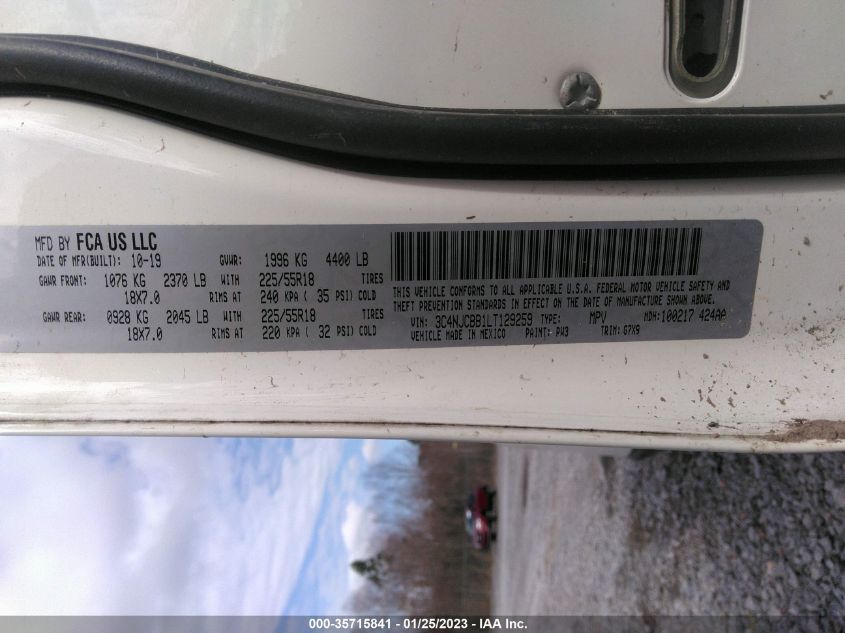 MFD BY FCA US LLC
DATE OF MFR(BUILT): 10-19 GVWR: 1996 KG 4400 LB
GAWR FRONT: 1076 KG 2370 LB WITH 225/55R18 TIRES
18X7.0 RIMS AT 240 KPA ( 35 PSI) COLD
GAWR REAR: 0928 KG 2045 LB WITH 225/55R18 TIRES
18X7.0 RIMS AT 220 KPA ( 32 PSI) COLD
THIS VEHICLE CONFORMS TO ALL APPLICABLE U.S.A. FEDERAL MOTOR VEHICLE SAFETY AND
THEFT PREVENTION STANDARDS IN EFFECT ON THE DATE OF MANUFACTURE SHOWN ABOVE.
VIN: 3C4NJCBB1LT129259 TYPE: MPV MDH:100217 424AA
VEHICLE MADE IN MEXICO PAINT: PW3 TRIM: G7X9
000-35715841 - 01/25/2023 - IAA Inc.